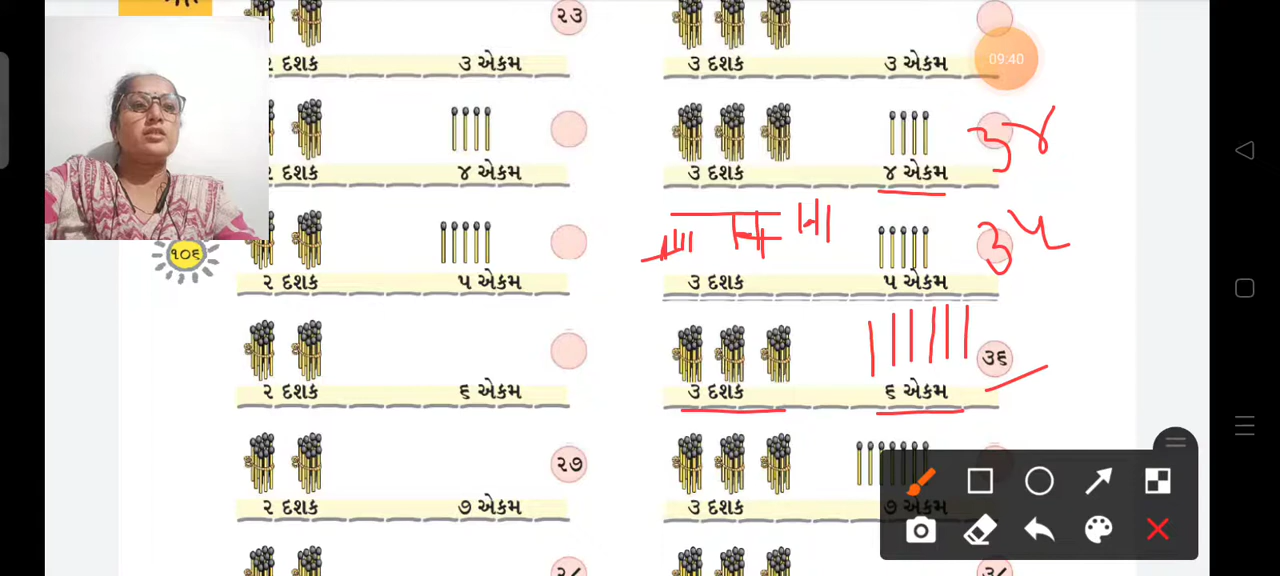 ૨૩
09:40
૨ દશક ૩ એકમ ૩ દશક ૩ એકમ
૩૪
૨ દશક ૪ એકમ ૩ દશક ૪ એકમ
૧૦૬
૩૫
૨ દશક ૫ એકમ ૩ દશક ૫ એકમ
૩૬
૨ દશક ૬ એકમ ૩ દશક ૬ એકમ
૨૭
૨ દશક ૭ એકમ ૩ દશક ૭ એકમ